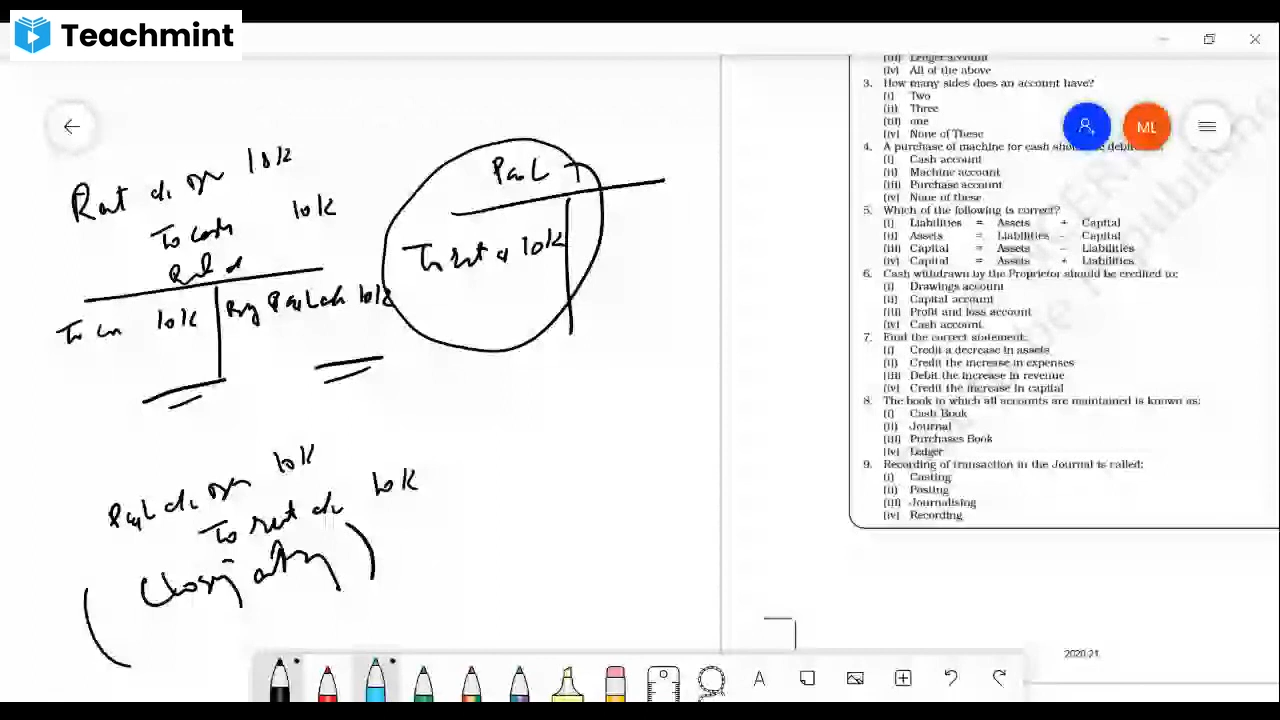 Teachmint
ML
Rent a/c Dr 10k
To cash 10k
Rent a/c
To cash 10k
By P&L a/c 10k
P&L
To rent a/c 10k
P&L a/c Dr 10k
To rent a/c 10k
(Closing entry)
(iii) Ledger account
(iv) All of the above
3. How many sides does an account have?
(i) Two
(ii) Three
(iii) one
(iv) None of These
4. A purchase of machine for cash
(i) Cash account
(ii) Machine account
(iii) Purchase account
(iv) None of these
5. Which of the following is correct?
(i) Liabilities = Assets + Capital
(ii) Assets = Liabilities - Capital
(iii) Capital = Assets - Liabilities
(iv) Capital = Assets + Liabilities
6. Cash withdrawn by the Proprietor should be credited to:
(i) Drawings account
(ii) Capital account
(iii) Profit and loss account
(iv) Cash account
7. Find the correct statement:
(i) Credit a decrease in assets
(ii) Credit the increase in expenses
(iii) Debit the increase in revenue
(iv) Credit the increase in capital
8. The book in which all accounts are maintained is known as:
(i) Cash Book
(ii) Journal
(iii) Purchases Book
(iv) Ledger
9. Recording of transaction in the Journal is called:
(i) Casting
(ii) Posting
(iii) Journalising
(iv) Recording
2020-21
A